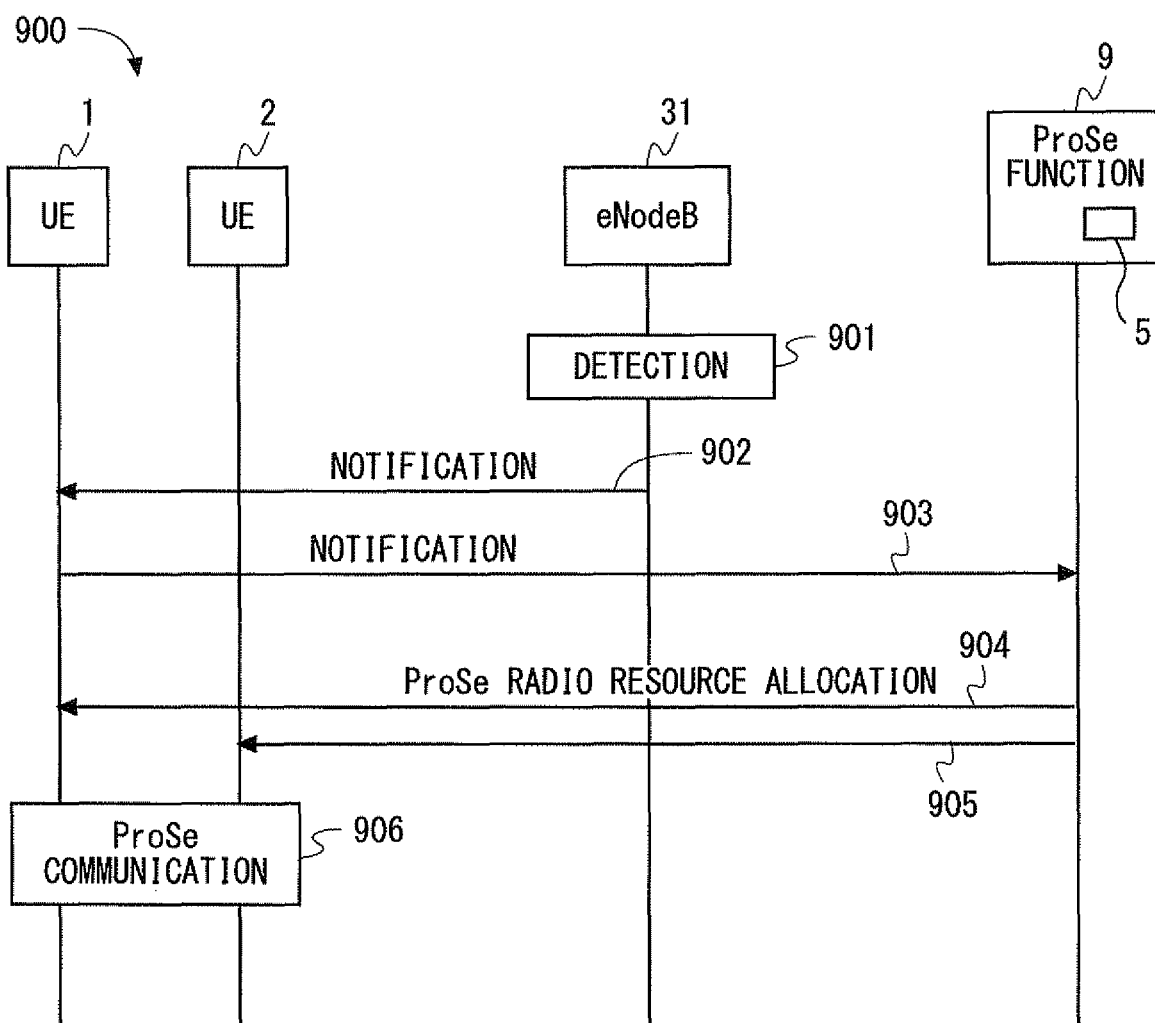 900
1
2
31
9
UE
UE
eNodeB
ProSe
FUNCTION
5
DETECTION
901
NOTIFICATION
902
NOTIFICATION
903
ProSe RADIO RESOURCE ALLOCATION
904
905
ProSe
COMMUNICATION
906